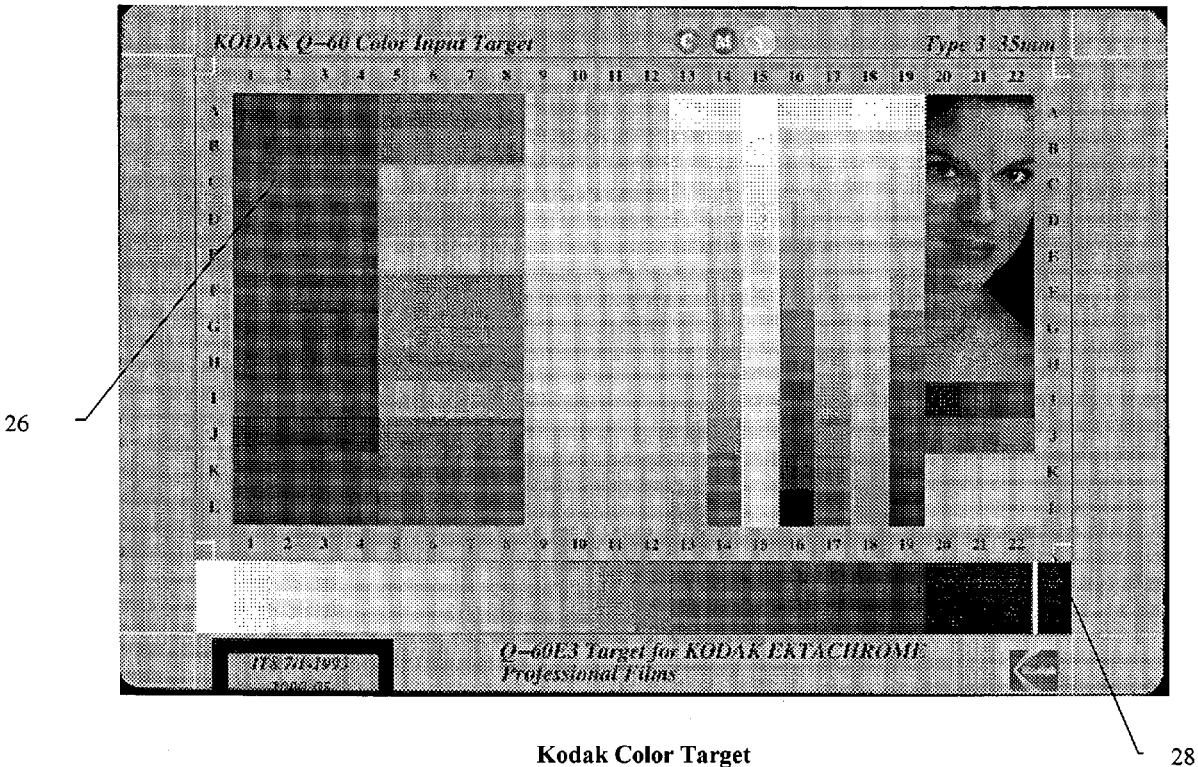 KODAK Q-60 Color Input Target C M Y Type 3 35mm
1 2 3 4 5 6 7 8 9 10 11 12 13 14 15 16 17 18 19 20 21 22
A A
B B
C C
D D
E E
F F
G G
H H
I I
J J
K K
L L
1 2 3 4 5 6 7 8 9 10 11 12 13 14 15 16 17 18 19 20 21 22
26
28
Q-60E3 Target for KODAK EKTACHROME
Professional Films
IT8.7/1-1993
Kodak Color Target